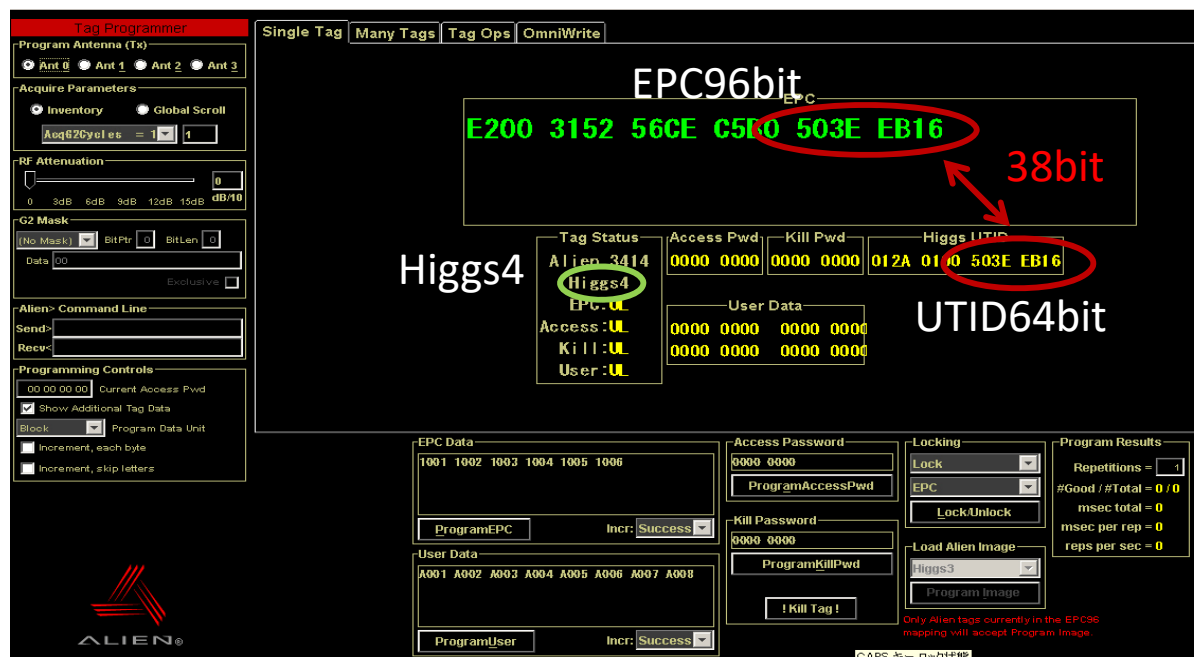 Tag Programmer
Program Antenna (Tx)
Ant 0 Ant 1 Ant 2 Ant 3
Acquire Parameters
Inventory Global Scroll
AcqG2Cycles = 1 1
RF Attenuation
0
0 3dB 6dB 9dB 12dB 15dB dB/10
G2 Mask
(No Mask) BitPtr 0 BitLen 0
Data 00
Exclusive
Alien> Command Line
Send>
Recv<
Programming Controls
00 00 00 00 Current Access Pwd
Show Additional Tag Data
Block Program Data Unit
Increment, each byte
Increment, skip letters
ALIEN®
Single Tag Many Tags Tag Ops OmniWrite
EPC96bit
EPC
E200 3152 56CE C5B0 503E EB16
38bit
Higgs4
Tag Status
Alien 3414
Higgs4
EPC:UL
Access:UL
Kill:UL
User:UL
Access Pwd
0000 0000
Kill Pwd
0000 0000
Higgs UTID
012A 0100 503E EB16
UTID64bit
User Data
0000 0000 0000 0000
0000 0000 0000 0000
EPC Data
1001 1002 1003 1004 1005 1006
ProgramEPC Incr: Success
User Data
A001 A002 A003 A004 A005 A006 A007 A008
ProgramUser Incr: Success
Access Password
0000 0000
ProgramAccessPwd
Kill Password
0000 0000
ProgramKillPwd
! Kill Tag !
Locking
Lock
EPC
Lock/Unlock
Load Alien Image
Higgs3
Program Image
Only Alien tags currently in the EPC96
mapping will accept Program Image.
Program Results
Repetitions = 1
#Good / #Total = 0 / 0
msec total = 0
msec per rep = 0
reps per sec = 0
CAPS キー ロック状態